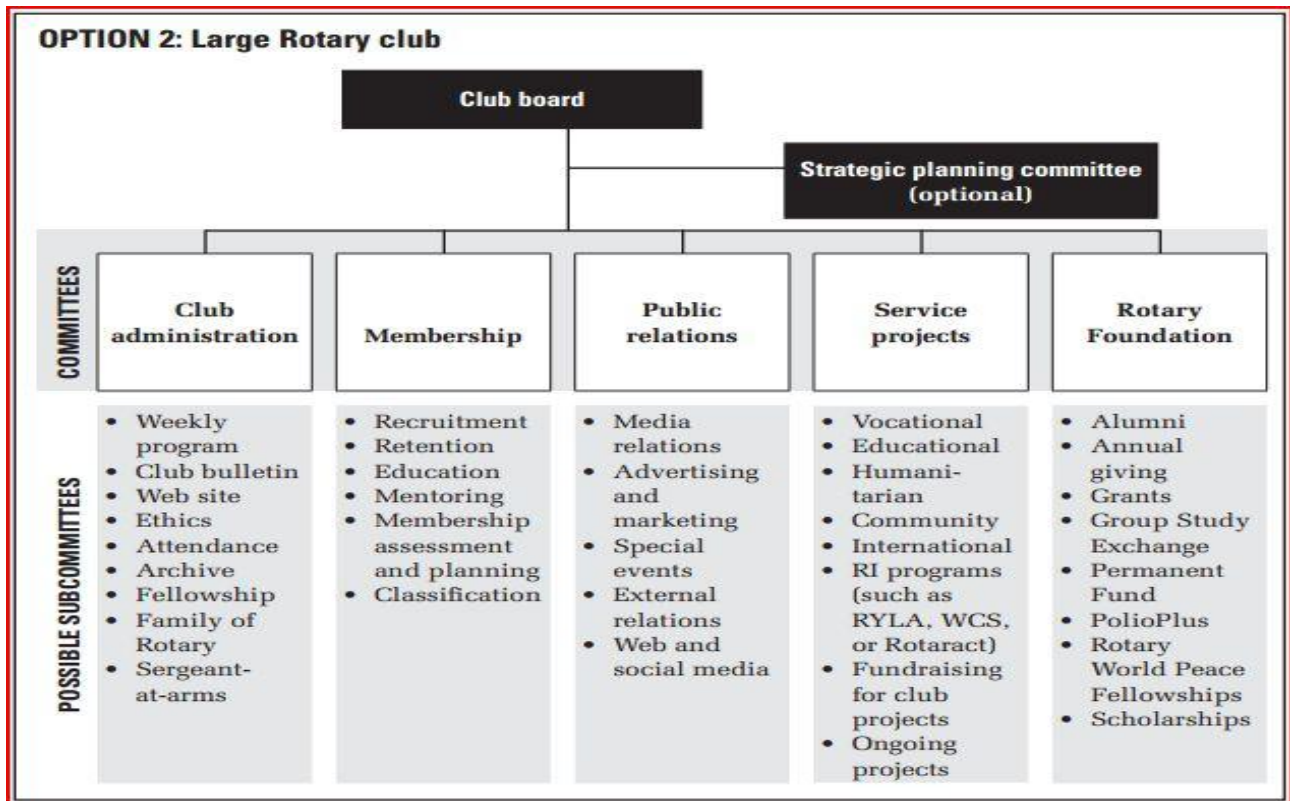 OPTION 2: Large Rotary club
Club board
Strategic planning committee
(optional)
COMMITTEES
Club
administration
Membership
Public
relations
Service
projects
Rotary
Foundation
POSSIBLE SUBCOMMITTEES
• Weekly
program
• Club bulletin
• Web site
• Ethics
• Attendance
• Archive
• Fellowship
• Family of
Rotary
• Sergeant-
at-arms
• Recruitment
• Retention
• Education
• Mentoring
• Membership
assessment
and planning
• Classification
• Media
relations
• Advertising
and
marketing
• Special
events
• External
relations
• Web and
social media
• Vocational
• Educational
• Humani-
tarian
• Community
• International
• RI programs
(such as
RYLA, WCS,
or Rotaract)
• Fundraising
for club
projects
• Ongoing
projects
• Alumni
• Annual
giving
• Grants
• Group Study
Exchange
• Permanent
Fund
• PolioPlus
• Rotary
World Peace
Fellowships
• Scholarships